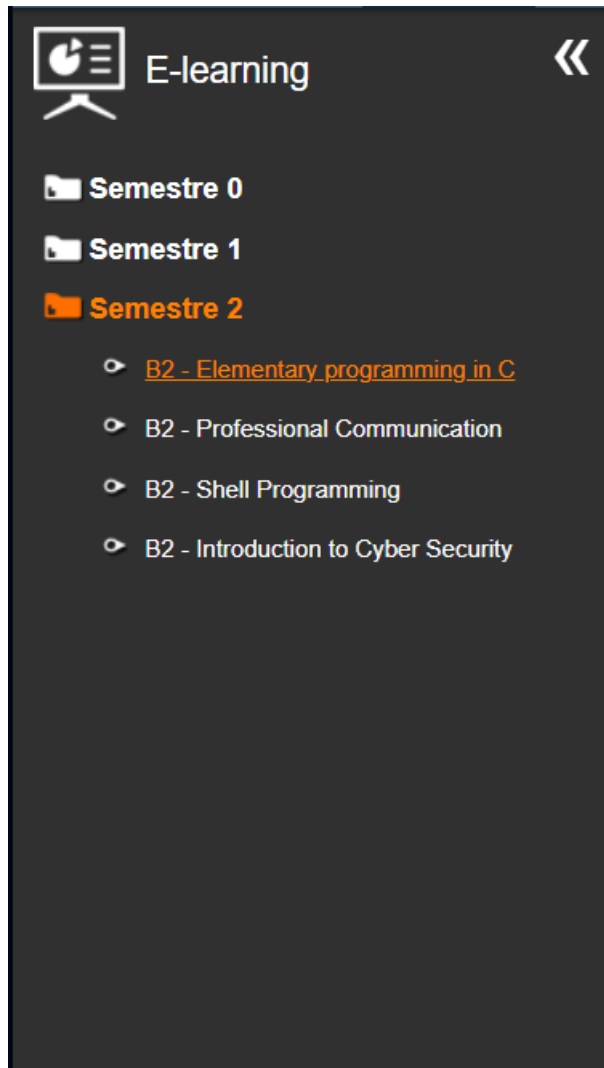 E-learning
Semestre 0
Semestre 1
Semestre 2
B2 - Elementary programming in C
B2 - Professional Communication
B2 - Shell Programming
B2 - Introduction to Cyber Security